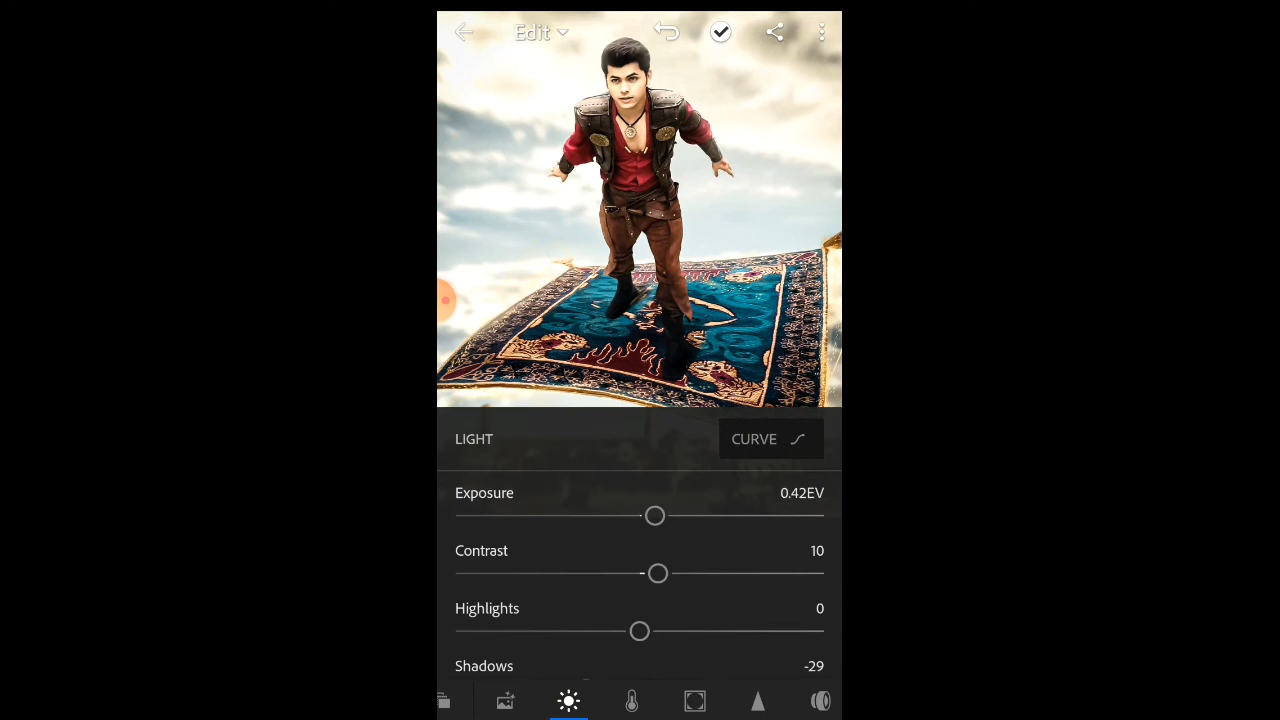 Edit
LIGHT
CURVE
Exposure 0.42EV
Contrast 10
Highlights 0
Shadows -29